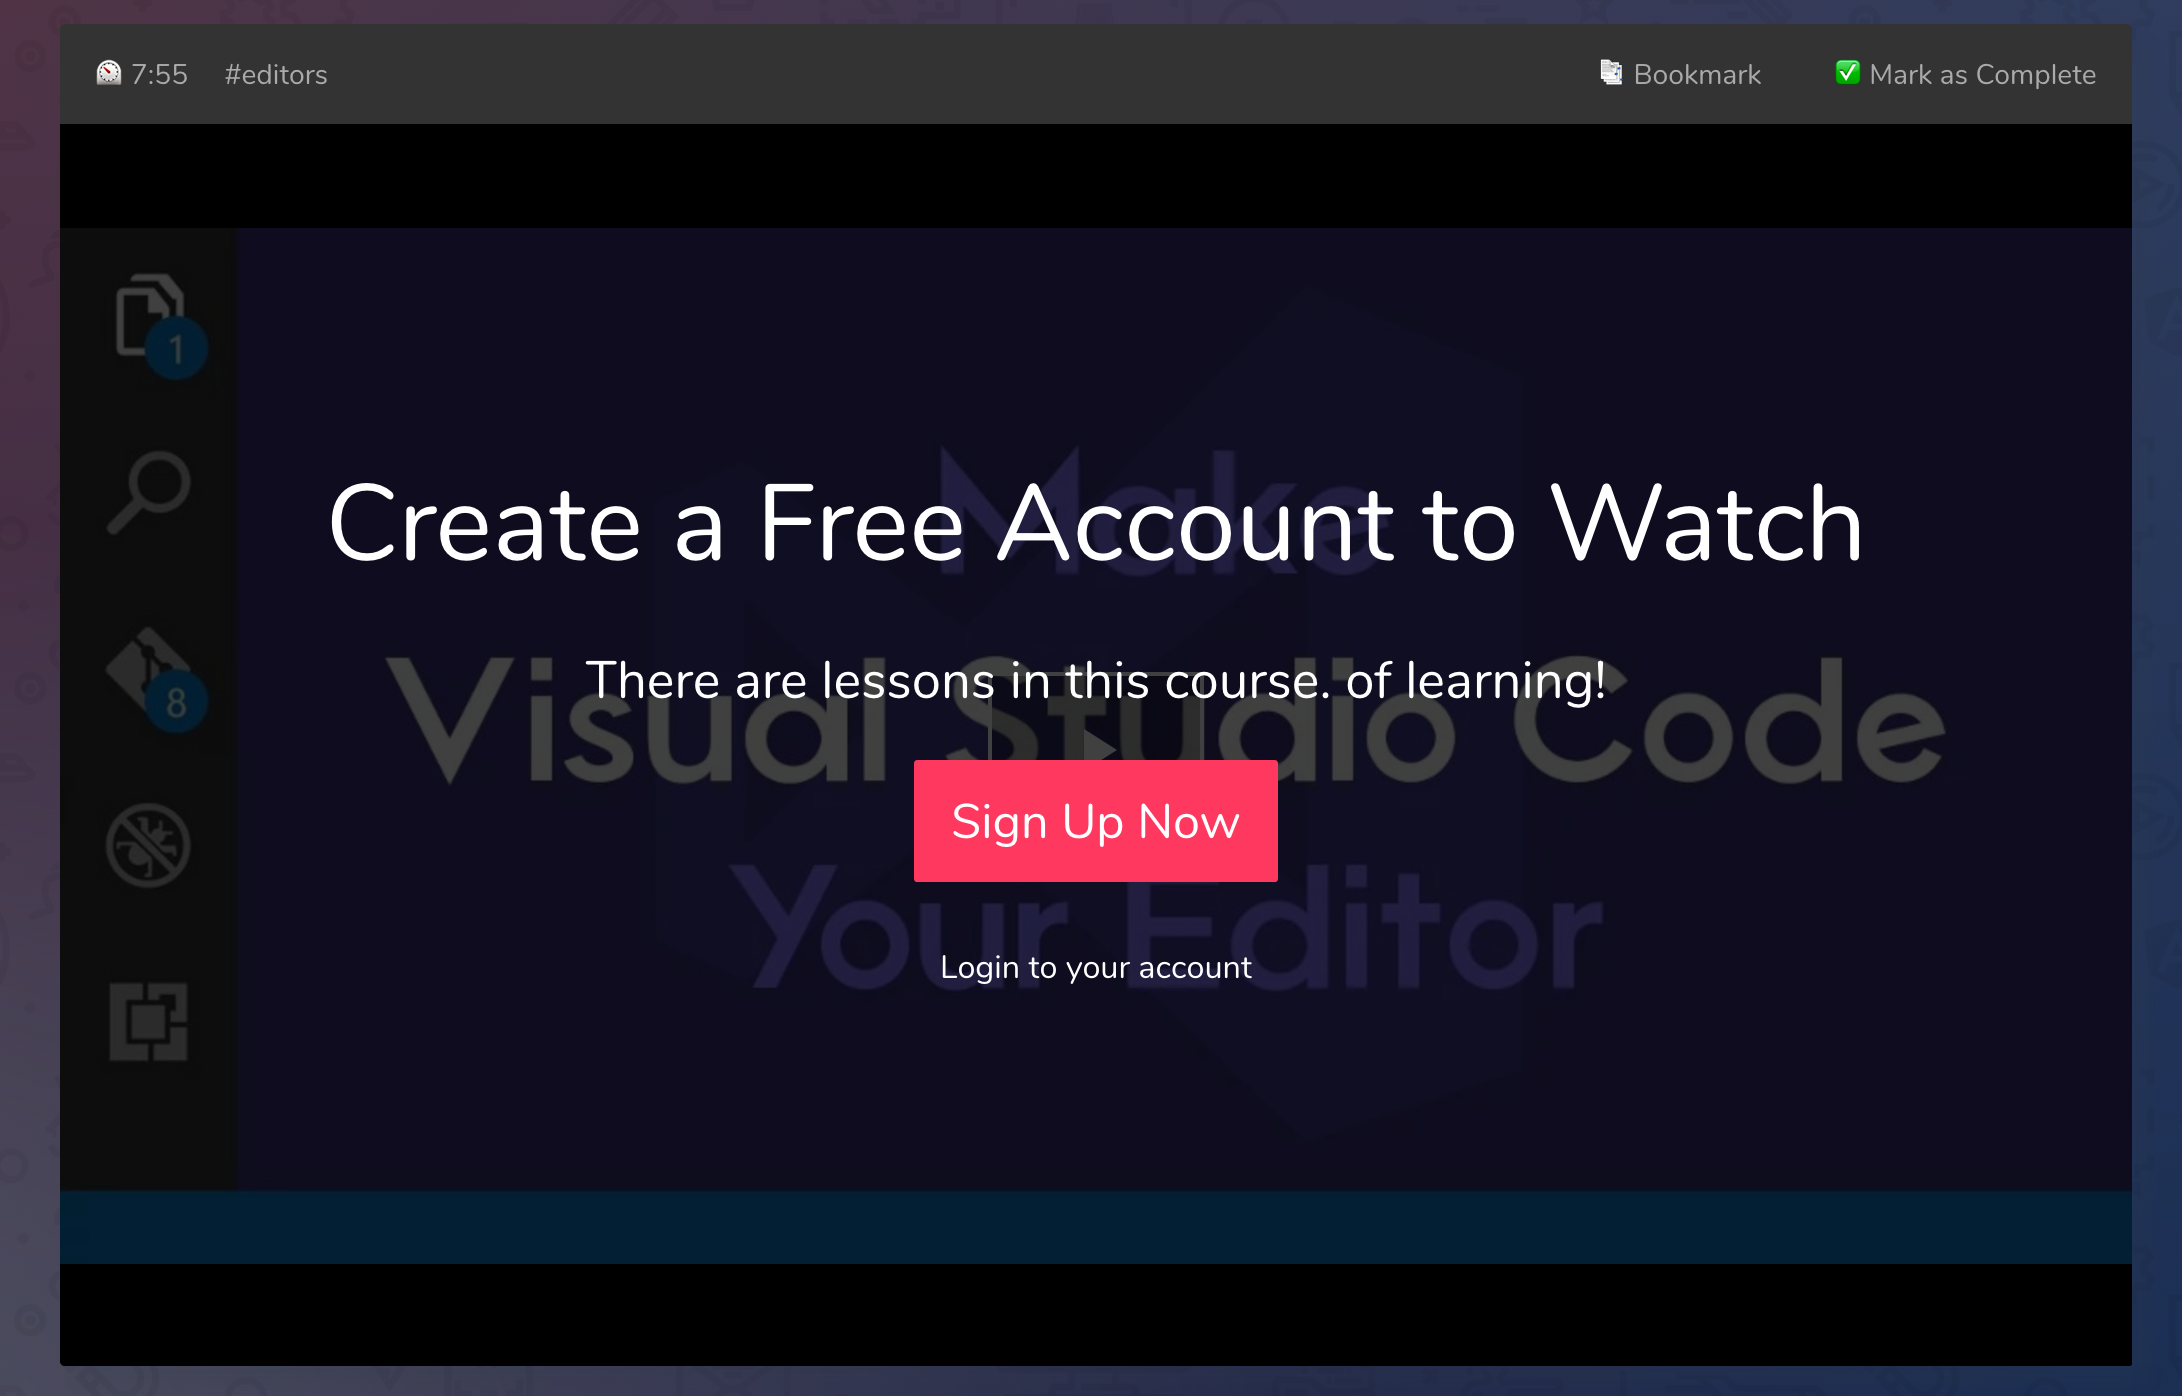 7:55 #editors Bookmark Mark as Complete
1
Make
Create a Free Account to Watch
There are lessons in this course. of learning!
8
Visual Studio Code
Sign Up Now
Your Editor
Login to your account